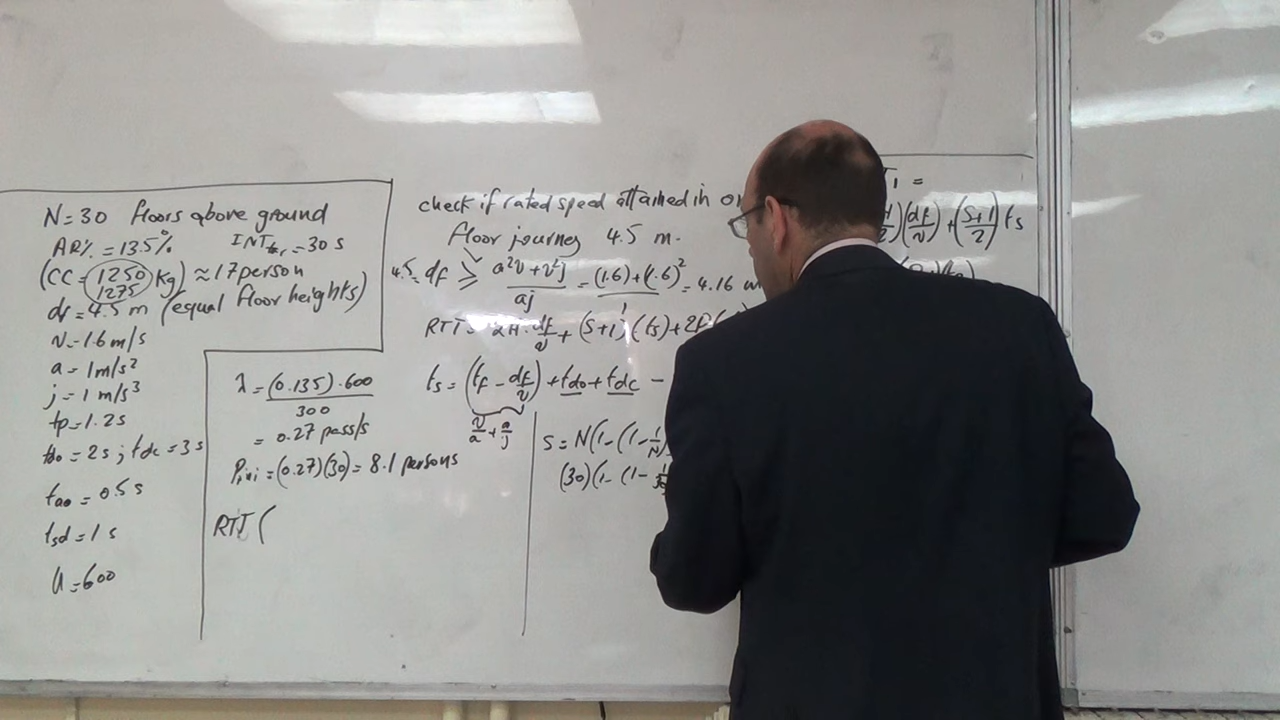 N=30 floors above ground
AR% = 13.5% INT tar = 30 s
(CC = 1250 Kg) ≈ 17 person
1275
df = 4.5 m (equal floor heights)
v = 1.6 m/s
a = 1 m/s²
j = 1 m/s³
tp = 1.2 s
tdo = 2 s ; tdc = 3 s
tao = 0.5 s
tsd = 1 s
U = 600
λ = (0.135)·600
300
= 0.27 pass/s
P = (0.27)(30) = 8.1 persons
RTT (
check if rated speed attained in
floor journey 4.5 m.
4.5 = df ≥ a²v + v²j / aj = (1.6) + (1.6)² / 1 = 4.16
RTT = 2H · df/v + (S+1)(ts) + 2P
ts = (tf - df/v) + tdo + tdc -
v/a + a/j
S = N(1 - (1 - 1/N)
(30)(1 - (1 - 1/30
=
(df/v) + (S+1/2) ts